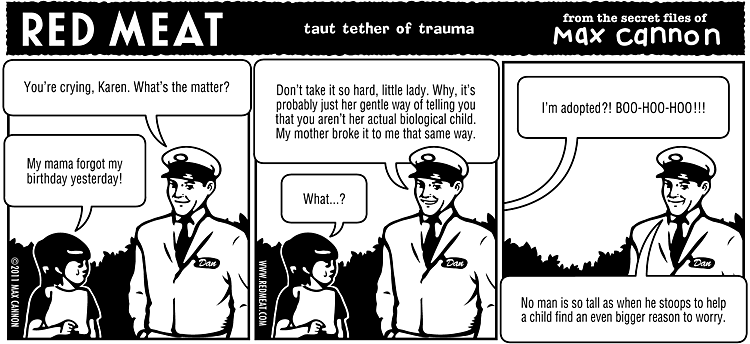 RED MEAT
taut tether of trauma
from the secret files of
Max Cannon
You're crying, Karen. What's the matter?
My mama forgot my
birthday yesterday!
Dan
©2011 MAX CANNON
Don't take it so hard, little lady. Why, it's
probably just her gentle way of telling you
that you aren't her actual biological child.
My mother broke it to me that same way.
What...?
Dan
WWW.REDMEAT.COM
I'm adopted?! BOO-HOO-HOO!!!
Dan
No man is so tall as when he stoops to help
a child find an even bigger reason to worry.